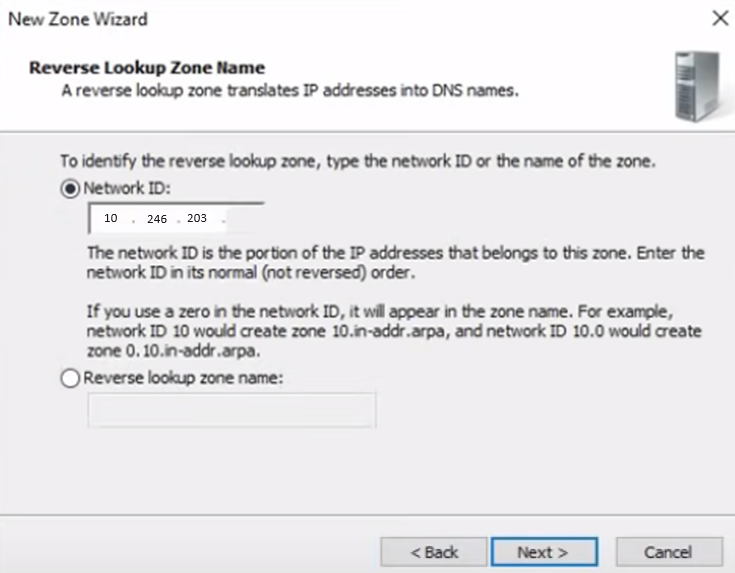 New Zone Wizard
Reverse Lookup Zone Name
A reverse lookup zone translates IP addresses into DNS names.
To identify the reverse lookup zone, type the network ID or the name of the zone.
Network ID:
10 . 246 . 203 .
The network ID is the portion of the IP addresses that belongs to this zone. Enter the
network ID in its normal (not reversed) order.
If you use a zero in the network ID, it will appear in the zone name. For example,
network ID 10 would create zone 10.in-addr.arpa, and network ID 10.0 would create
zone 0.10.in-addr.arpa.
Reverse lookup zone name:
< Back Next > Cancel